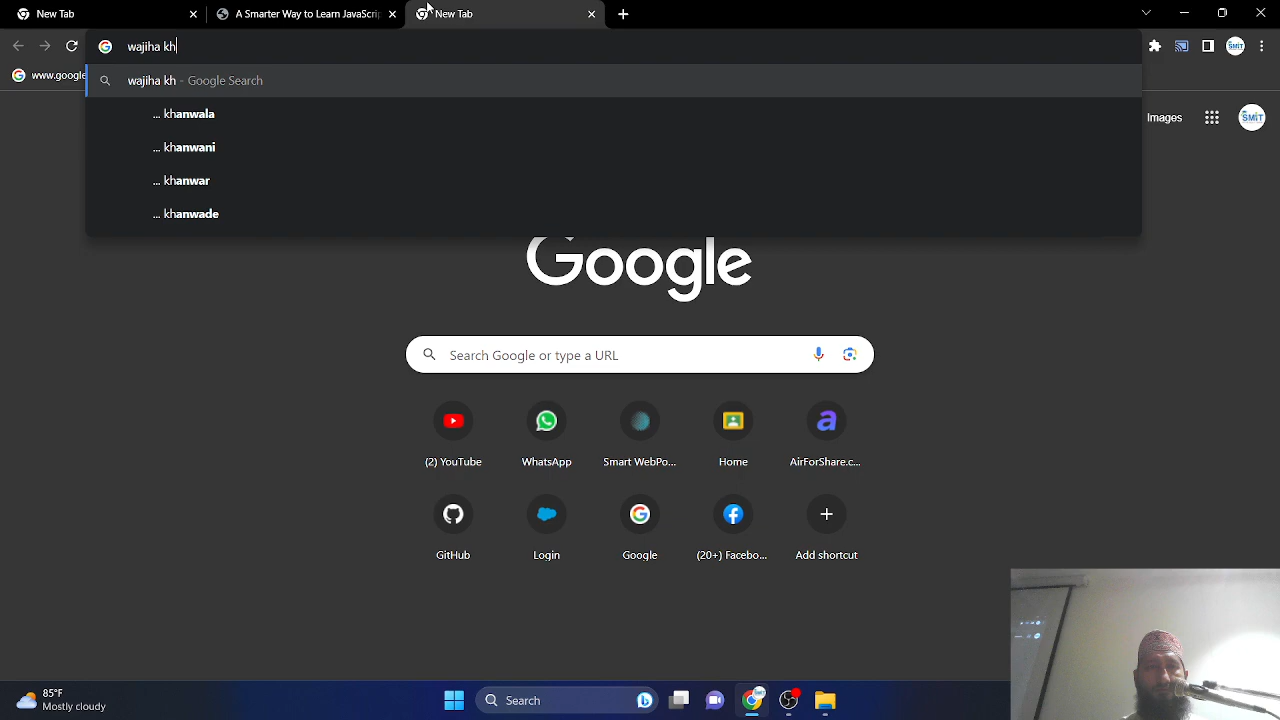 New Tab
A Smarter Way to Learn JavaScrip
New Tab
wajiha kh
www.google
wajiha kh - Google Search
... khanwala
... khanwani
... khanwar
... khanwade
Images
SMIT
Google
Search Google or type a URL
(2) YouTube
WhatsApp
Smart WebPo...
Home
AirForShare.c...
GitHub
Login
Google
(20+) Facebo...
Add shortcut
85°F
Mostly cloudy
Search